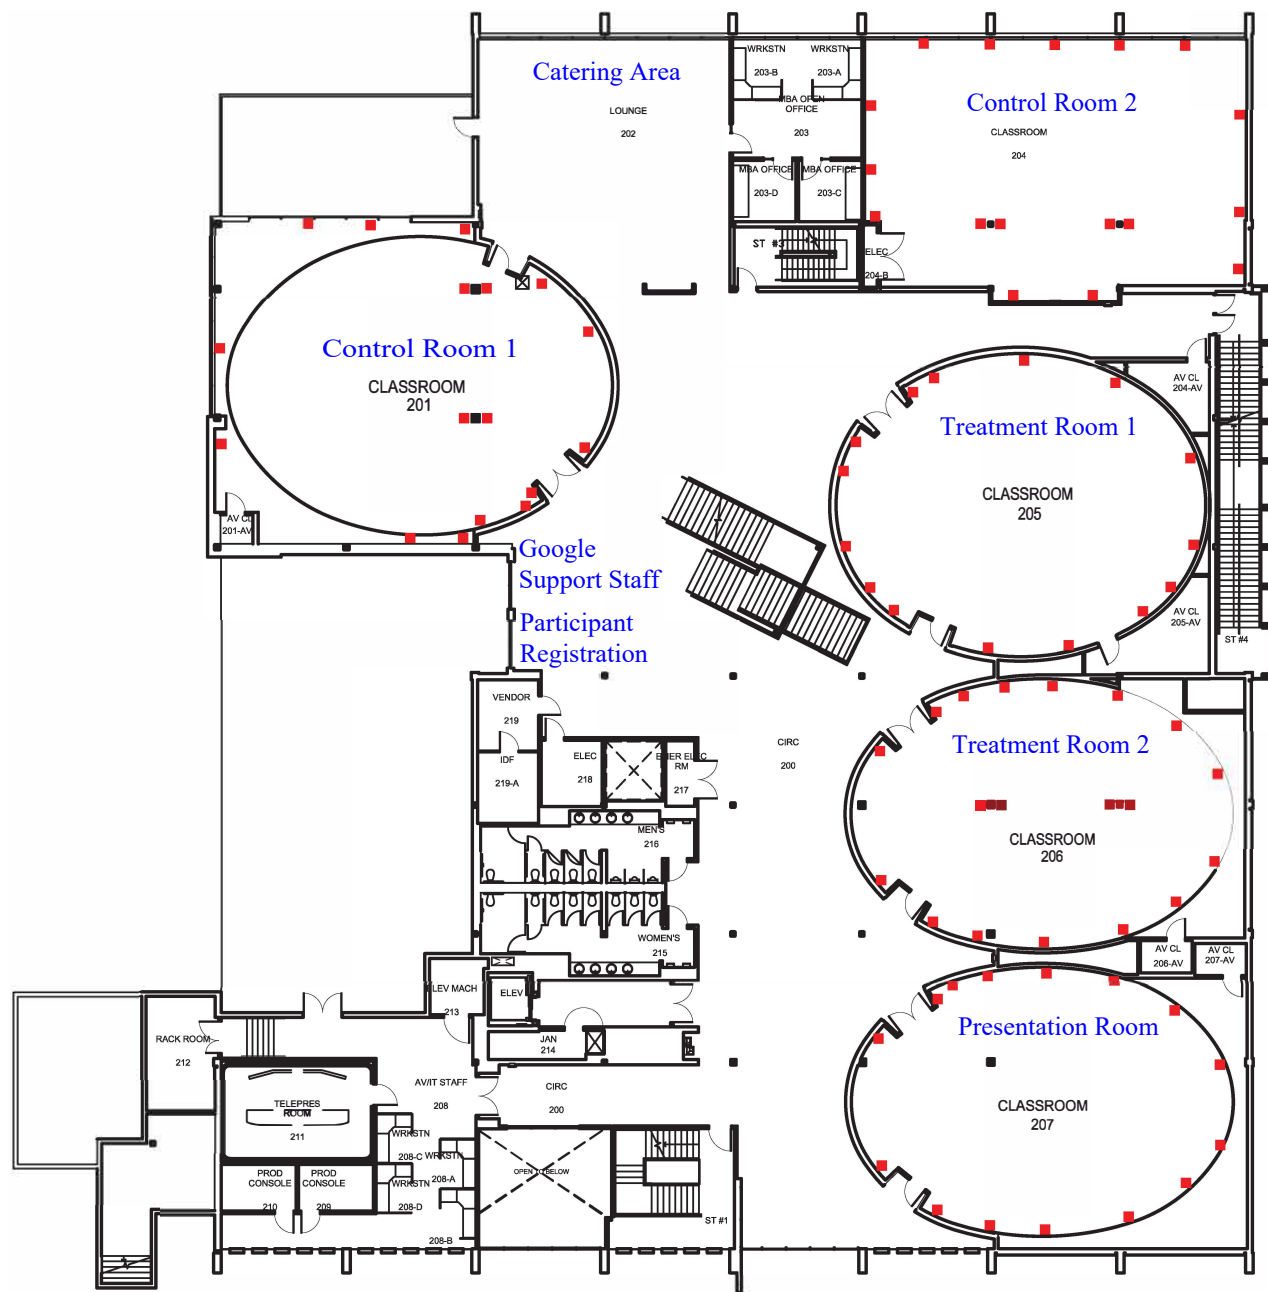 WRKSTN
203-B
WRKSTN
203-A
MBA OPEN
OFFICE
203
Catering Area
LOUNGE
202
Control Room 2
CLASSROOM
204
MBA OFFICE
203-D
MBA OFFICE
203-C
ST #3
ELEC
204-B
Control Room 1
CLASSROOM
201
AV CL
201-AV
AV CL
204-AV
Treatment Room 1
CLASSROOM
205
AV CL
205-AV
ST #4
Google
Support Staff
Participant
Registration
VENDOR
219
IDF
219-A
ELEC
218
RM
217
CIRC
200
Treatment Room 2
CLASSROOM
206
MEN'S
216
WOMEN'S
215
AV CL
206-AV
AV CL
207-AV
ELEV MACH
213
ELEV
JAN
214
RACK ROOM
212
Presentation Room
CLASSROOM
207
TELEPRES
ROOM
211
AV/IT STAFF
208
CIRC
200
WRKSTN
208-C
WRKSTN
208-A
WRKSTN
208-D
208-B
PROD
CONSOLE
210
PROD
CONSOLE
209
OPEN TO BELOW
ST #1